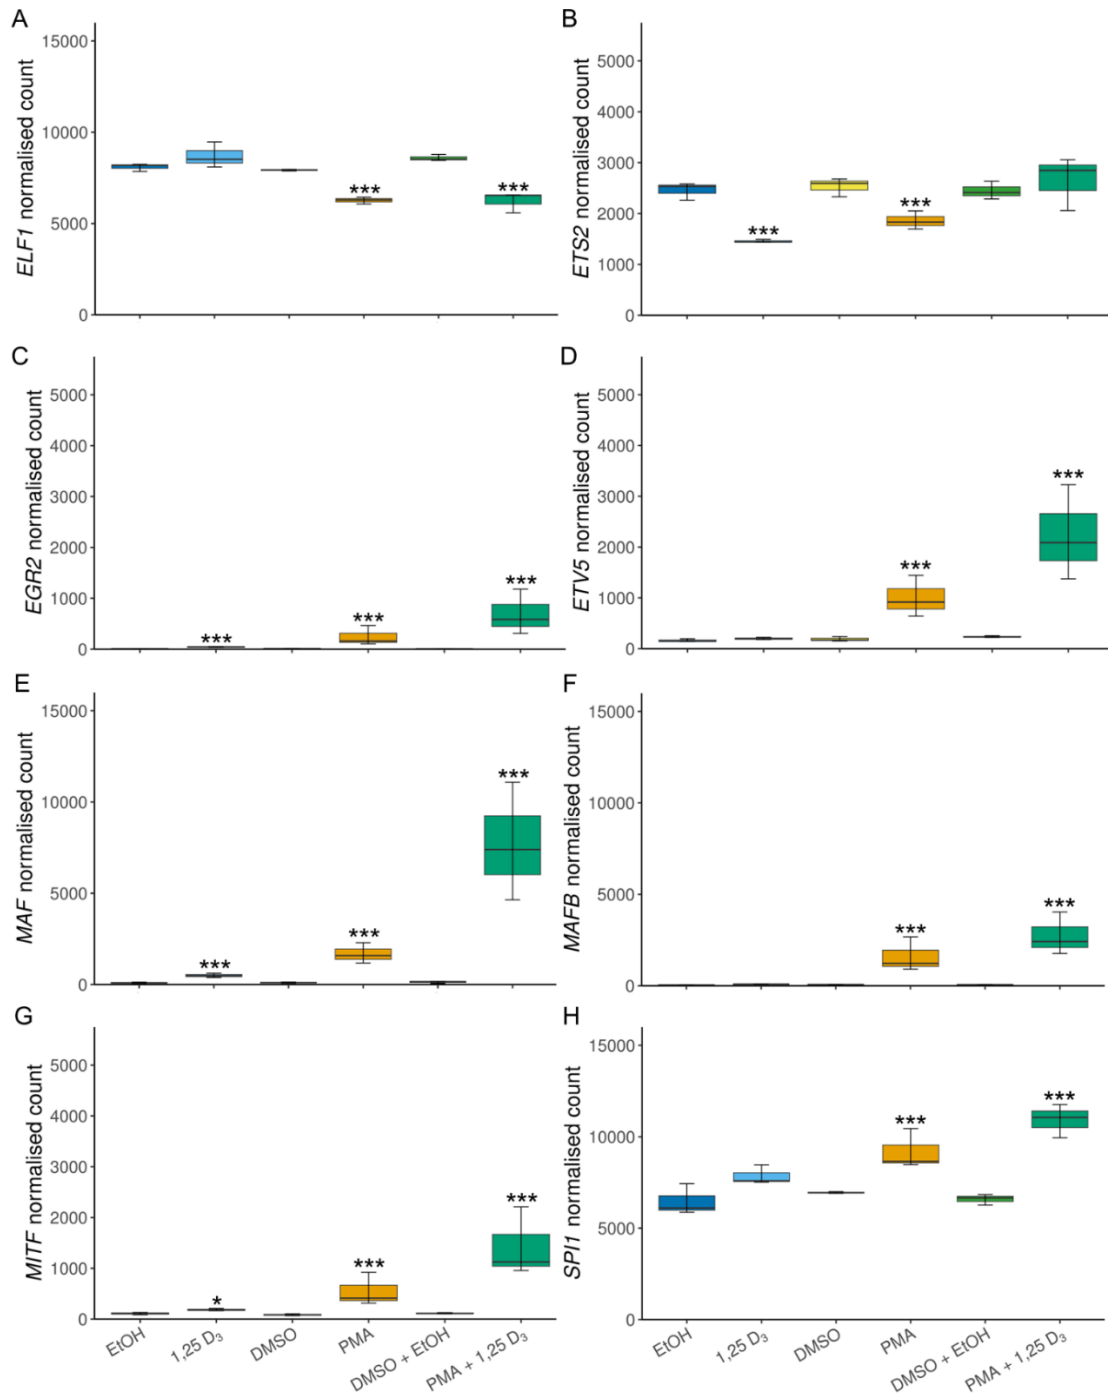 A
ELF1 normalised count
15000
10000
5000
0
***
***
B
ETS2 normalised count
5000
4000
3000
2000
1000
0
***
***
C
EGR2 normalised count
5000
4000
3000
2000
1000
0
***
***
***
D
ETV5 normalised count
5000
4000
3000
2000
1000
0
***
***
E
MAF normalised count
15000
10000
5000
0
***
***
***
F
MAFB normalised count
15000
10000
5000
0
***
***
G
MITF normalised count
5000
4000
3000
2000
1000
0
*
***
***
EtOH
1,25 D₃
DMSO
PMA
DMSO + EtOH
PMA + 1,25 D₃
H
SPI1 normalised count
15000
10000
5000
0
***
***
EtOH
1,25 D₃
DMSO
PMA
DMSO + EtOH
PMA + 1,25 D₃